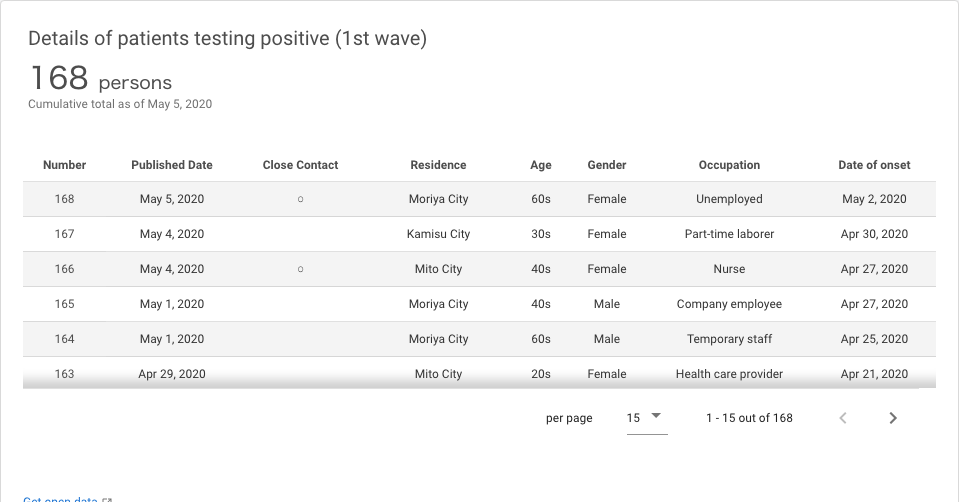 Details of patients testing positive (1st wave)
168 persons
Cumulative total as of May 5, 2020
Number Published Date Close Contact Residence Age Gender Occupation Date of onset
168 May 5, 2020 ○ Moriya City 60s Female Unemployed May 2, 2020
167 May 4, 2020 Kamisu City 30s Female Part-time laborer Apr 30, 2020
166 May 4, 2020 ○ Mito City 40s Female Nurse Apr 27, 2020
165 May 1, 2020 Moriya City 40s Male Company employee Apr 27, 2020
164 May 1, 2020 Moriya City 60s Male Temporary staff Apr 25, 2020
163 Apr 29, 2020 Mito City 20s Female Health care provider Apr 21, 2020
per page 15 1 - 15 out of 168
Get open data